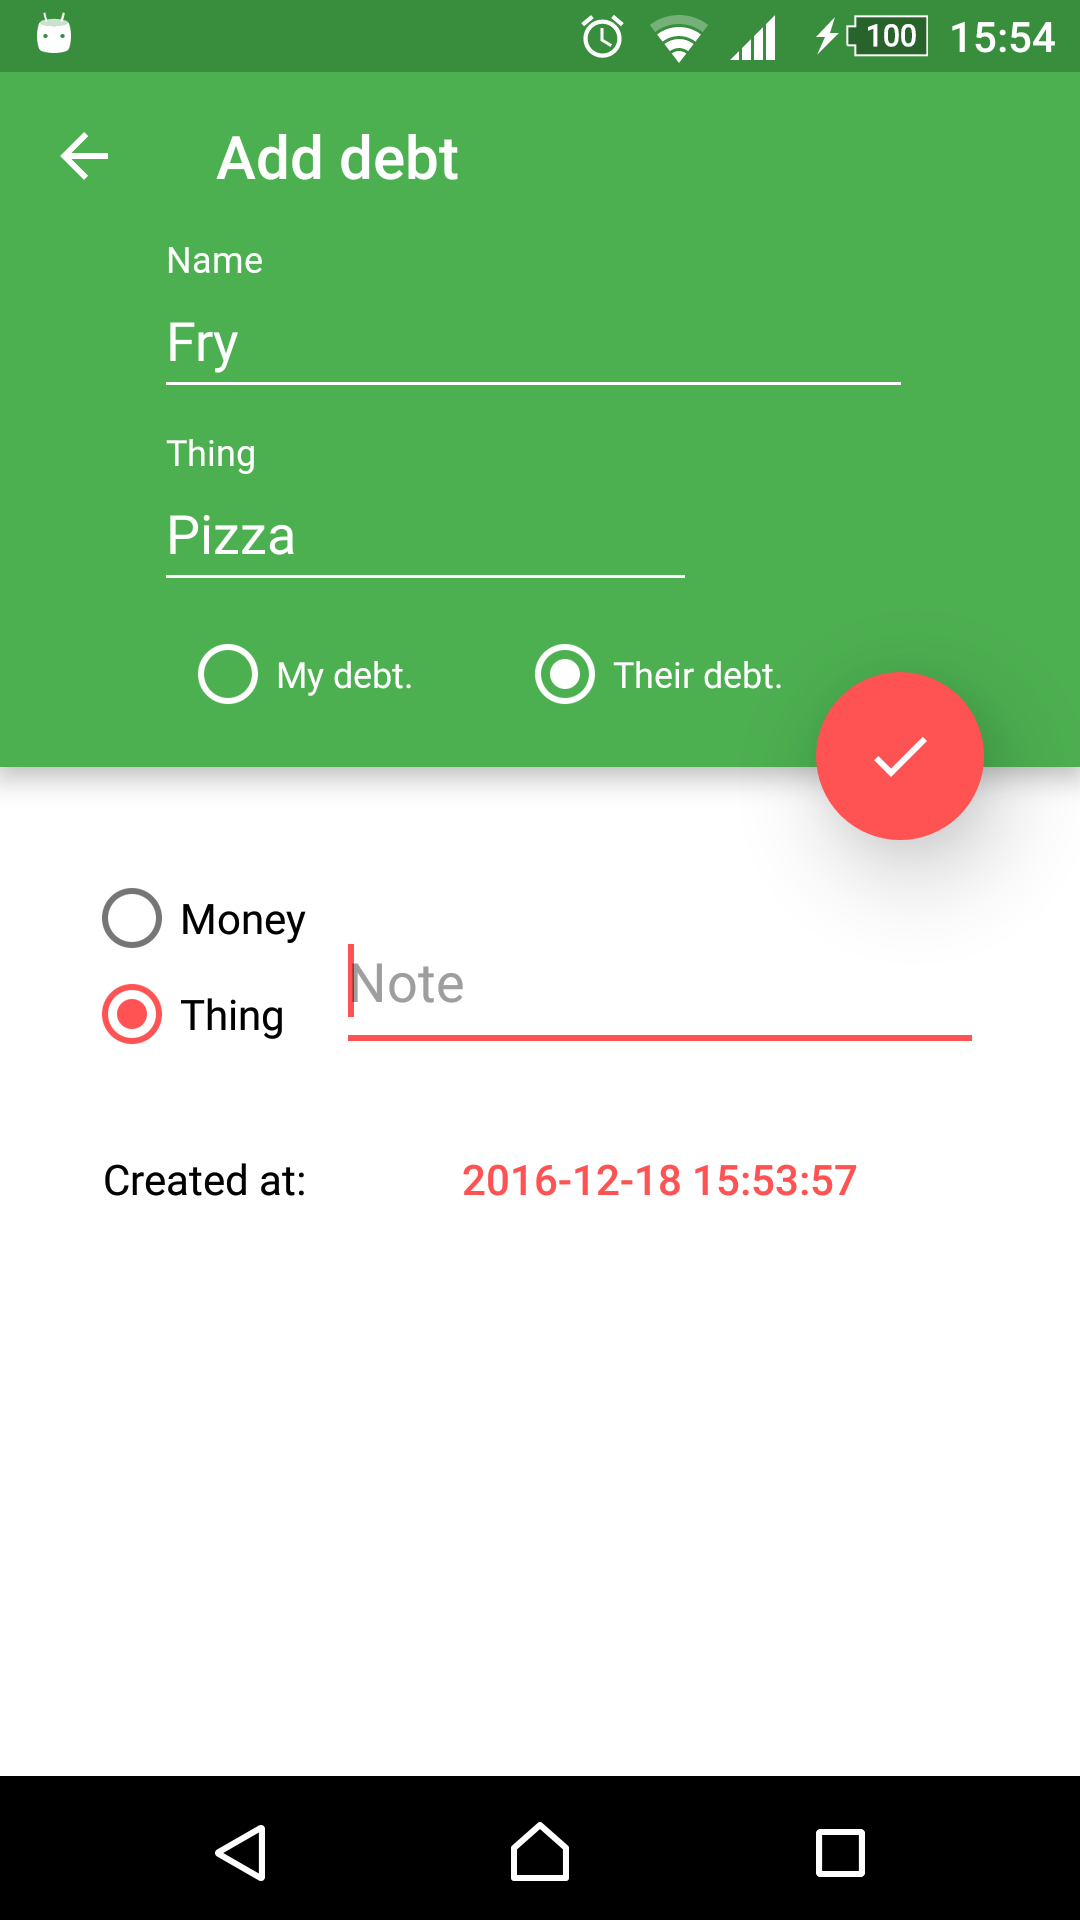 100 15:54
Add debt
Name
Fry
Thing
Pizza
My debt. Their debt.
Money
Note
Thing
Created at: 2016-12-18 15:53:57